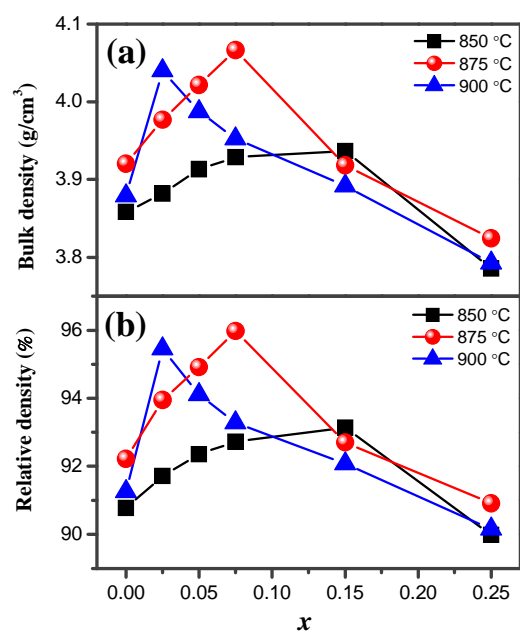 (a)
850 °C
875 °C
900 °C
4.1
4.0
3.9
3.8
Bulk density (g/cm³)
(b)
850 °C
875 °C
900 °C
96
94
92
90
Relative density (%)
0.00 0.05 0.10 0.15 0.20 0.25
x